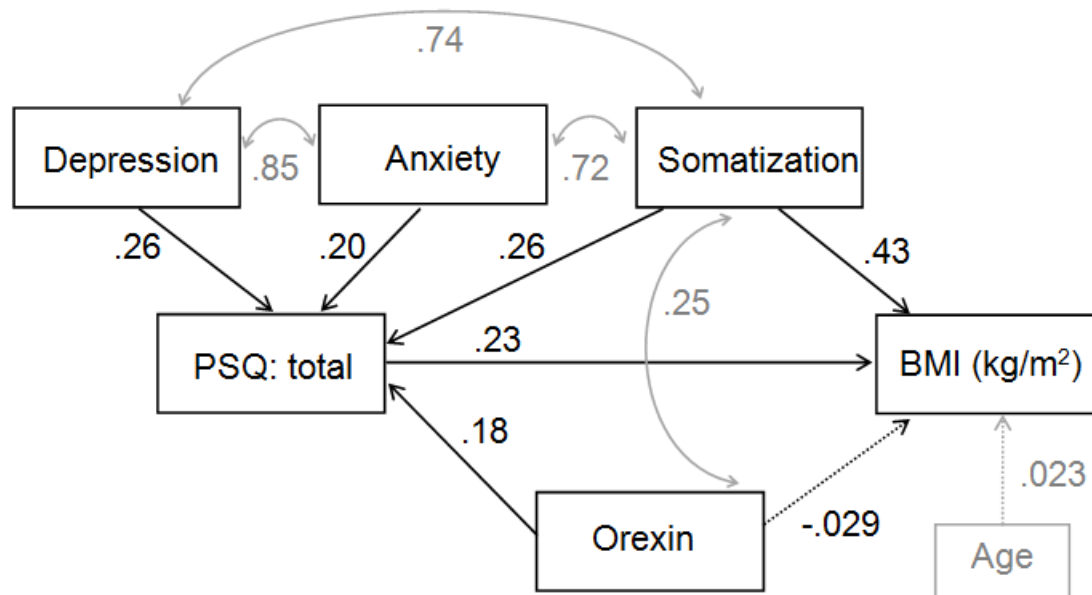 .74
Depression
.85
Anxiety
.72
Somatization
.26
.20
.26
.43
.25
PSQ: total
.23
BMI (kg/m²)
.18
Orexin
-.029
.023
Age